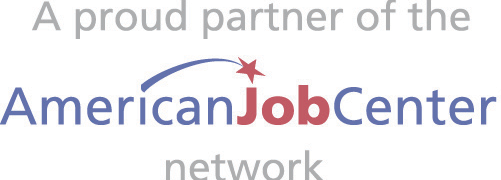 A proud partner of the
AmericanJobCenter
network